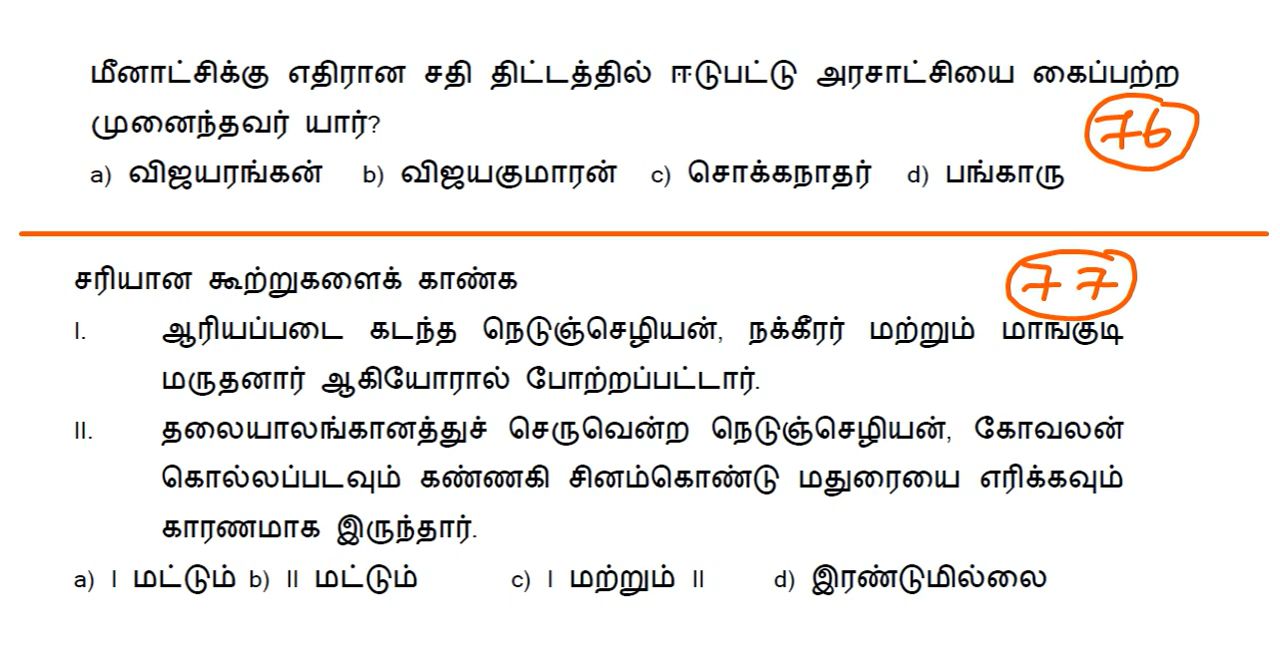 மீனாட்சிக்கு எதிரான சதி திட்டத்தில் ஈடுபட்டு அரசாட்சியை கைப்பற்ற
முனைந்தவர் யார்?
76
a) விஜயரங்கன் b) விஜயகுமாரன் c) சொக்கநாதர் d) பங்காரு
சரியான கூற்றுகளைக் காண்க
77
I. ஆரியப்படை கடந்த நெடுஞ்செழியன், நக்கீரர் மற்றும் மாங்குடி
மருதனார் ஆகியோரால் போற்றப்பட்டார்.
II. தலையாலங்கானத்துச் செருவென்ற நெடுஞ்செழியன், கோவலன்
கொல்லப்படவும் கண்ணகி சினம்கொண்டு மதுரையை எரிக்கவும்
காரணமாக இருந்தார்.
a) I மட்டும் b) II மட்டும் c) I மற்றும் II d) இரண்டுமில்லை